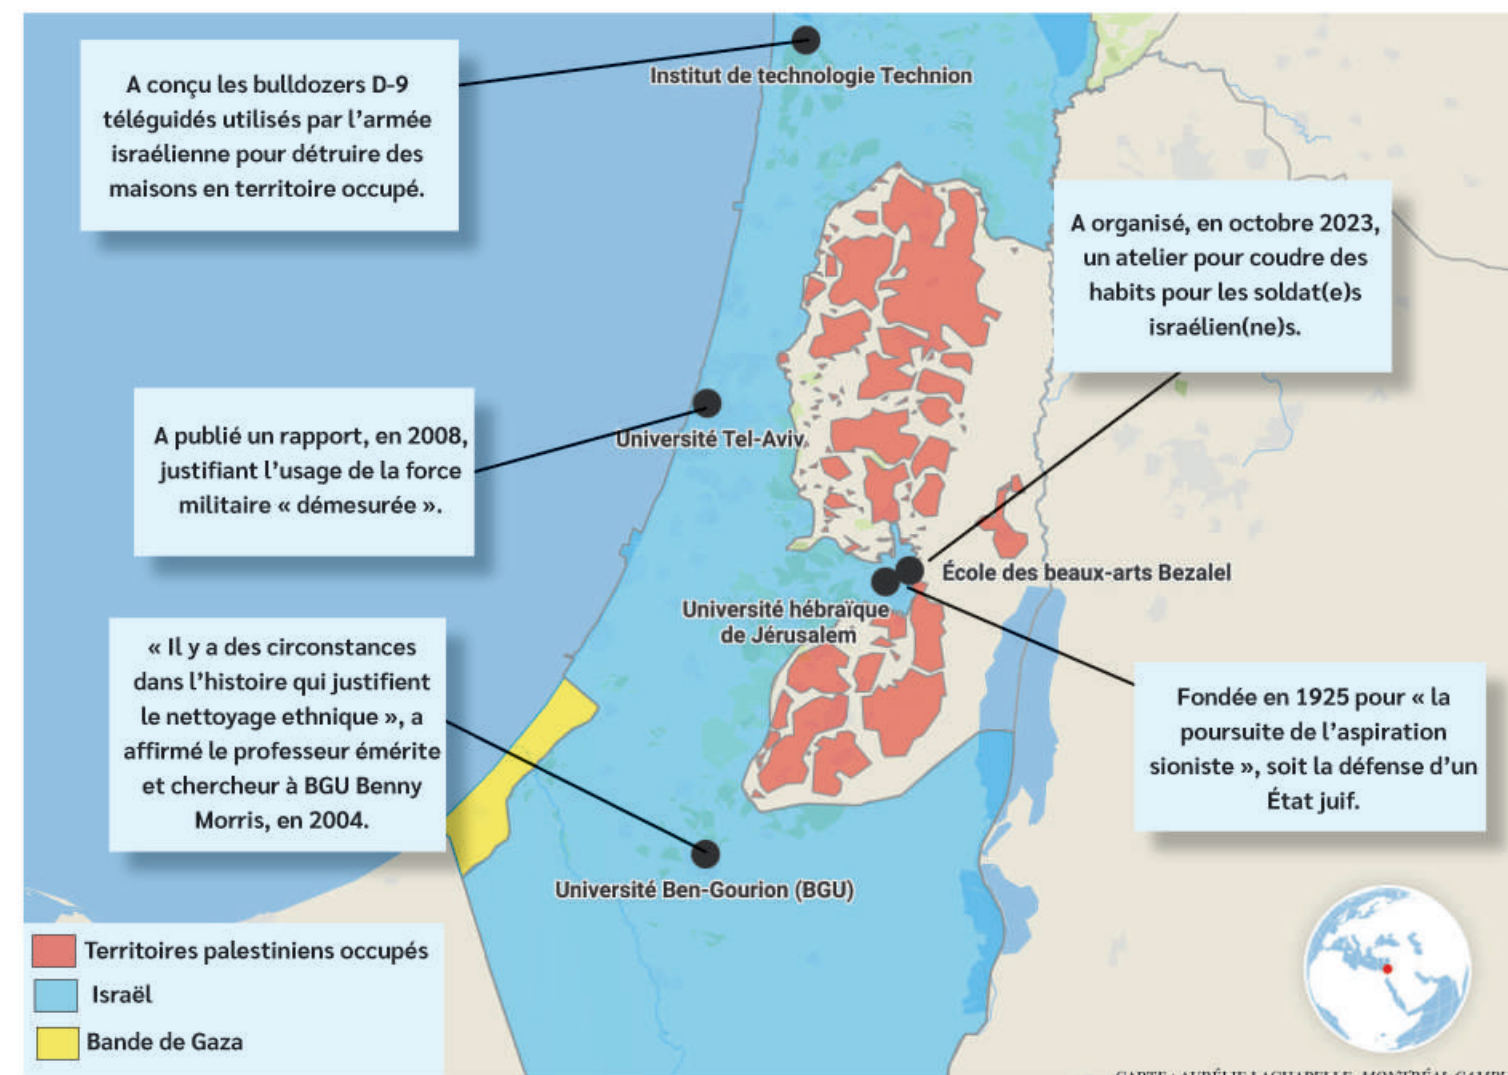 A conçu les bulldozers D-9
téléguidés utilisés par l'armée
israélienne pour détruire des
maisons en territoire occupé.
Institut de technologie Technion
A organisé, en octobre 2023,
un atelier pour coudre des
habits pour les soldat(e)s
israélien(ne)s.
A publié un rapport, en 2008,
justifiant l'usage de la force
militaire « démesurée ».
Université Tel-Aviv
École des beaux-arts Bezalel
Université hébraïque
de Jérusalem
« Il y a des circonstances
dans l'histoire qui justifient
le nettoyage ethnique », a
affirmé le professeur émérite
et chercheur à BGU Benny
Morris, en 2004.
Fondée en 1925 pour « la
poursuite de l'aspiration
sioniste », soit la défense d'un
État juif.
Université Ben-Gourion (BGU)
Territoires palestiniens occupés
Israël
Bande de Gaza
CARTE : AURÉLIE LACHAPELLE MONTRÉAL CAMPUS